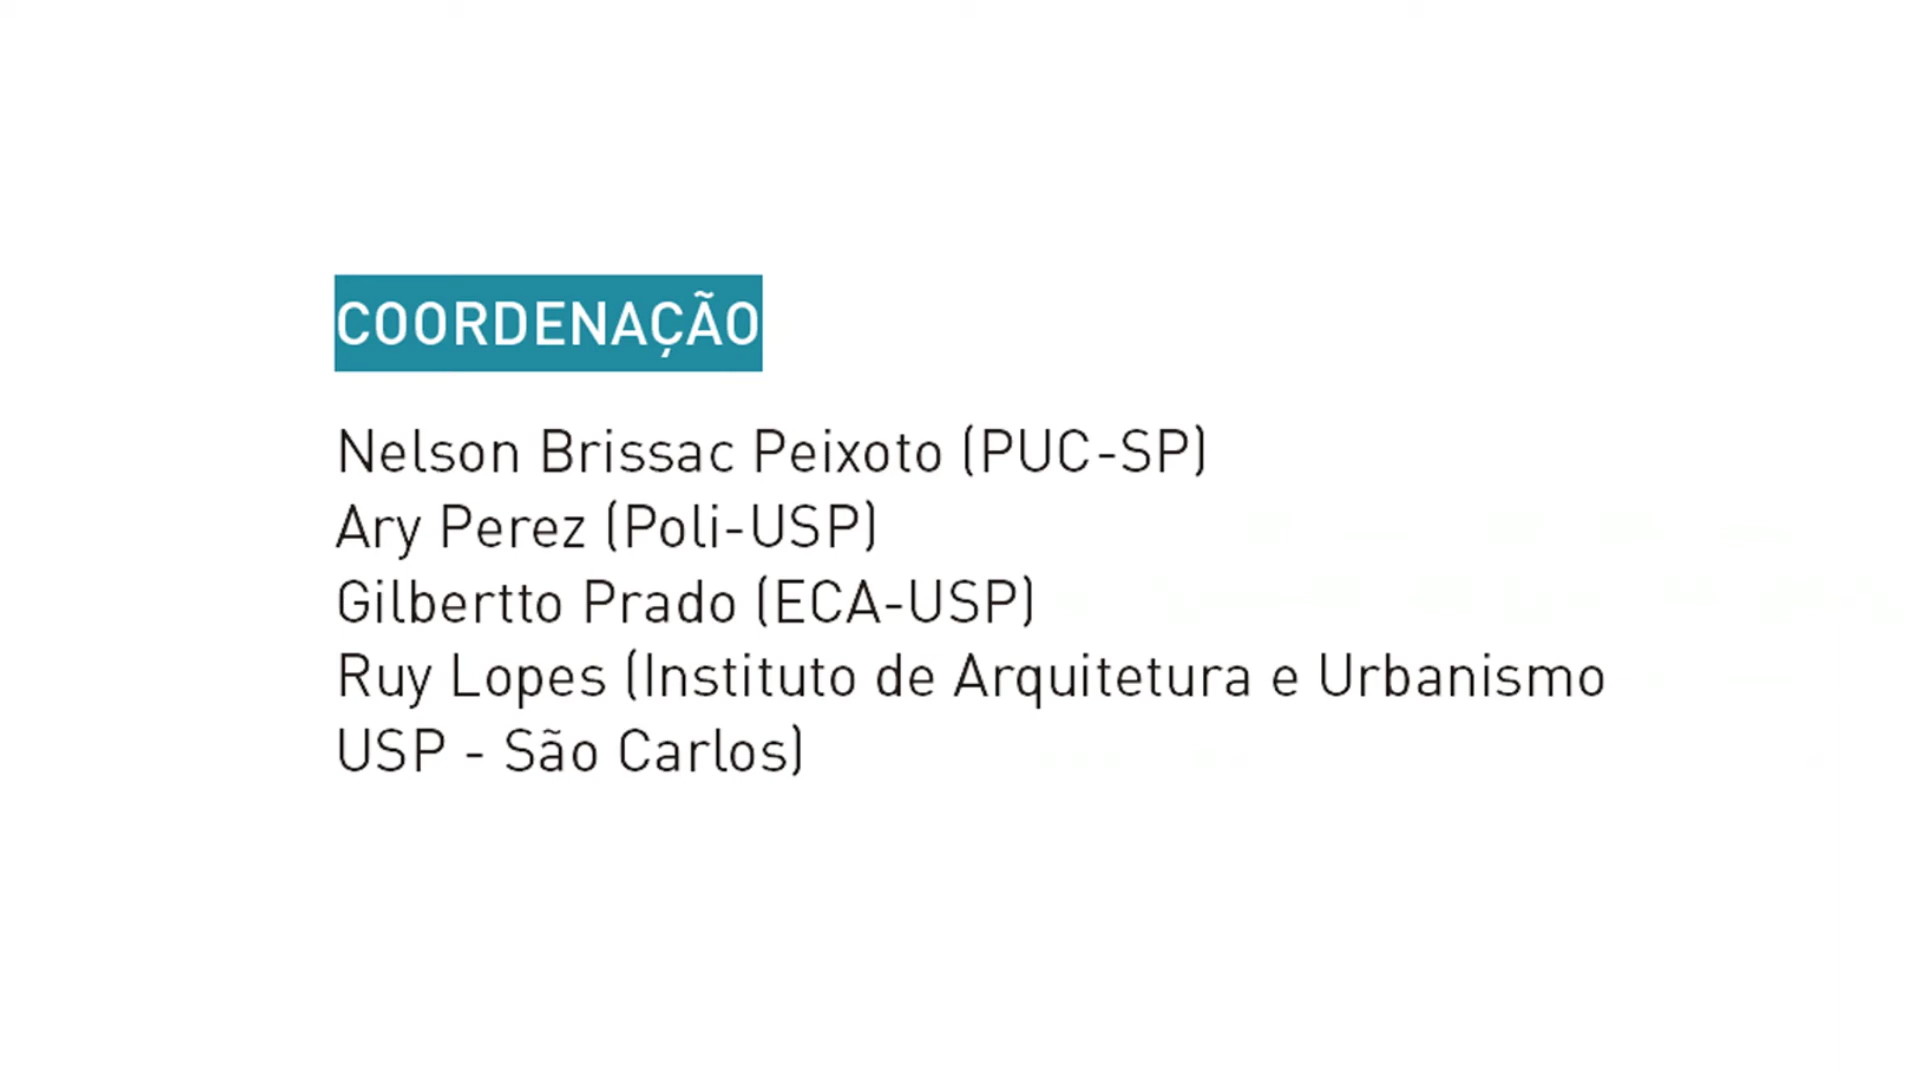 COORDENAÇÃO
Nelson Brissac Peixoto (PUC-SP)
Ary Perez (Poli-USP)
Gilbertto Prado (ECA-USP)
Ruy Lopes (Instituto de Arquitetura e Urbanismo
USP - São Carlos)